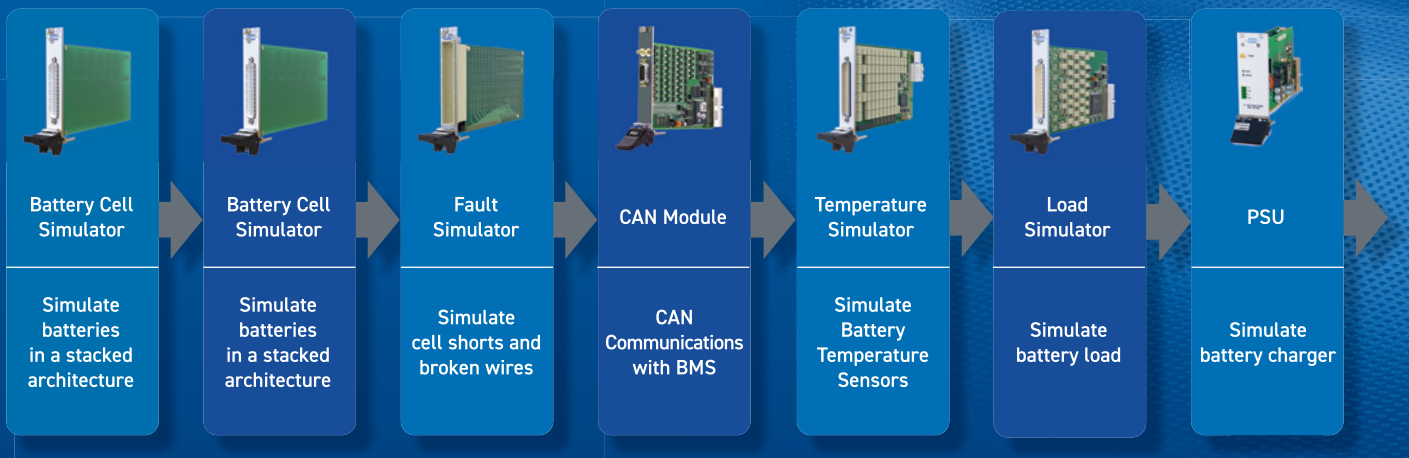 Battery Cell
Simulator
Simulate
batteries
in a stacked
architecture
Battery Cell
Simulator
Simulate
batteries
in a stacked
architecture
Fault
Simulator
Simulate
cell shorts and
broken wires
CAN Module
CAN
Communications
with BMS
Temperature
Simulator
Simulate
Battery
Temperature
Sensors
Load
Simulator
Simulate
battery load
PSU
Simulate
battery charger